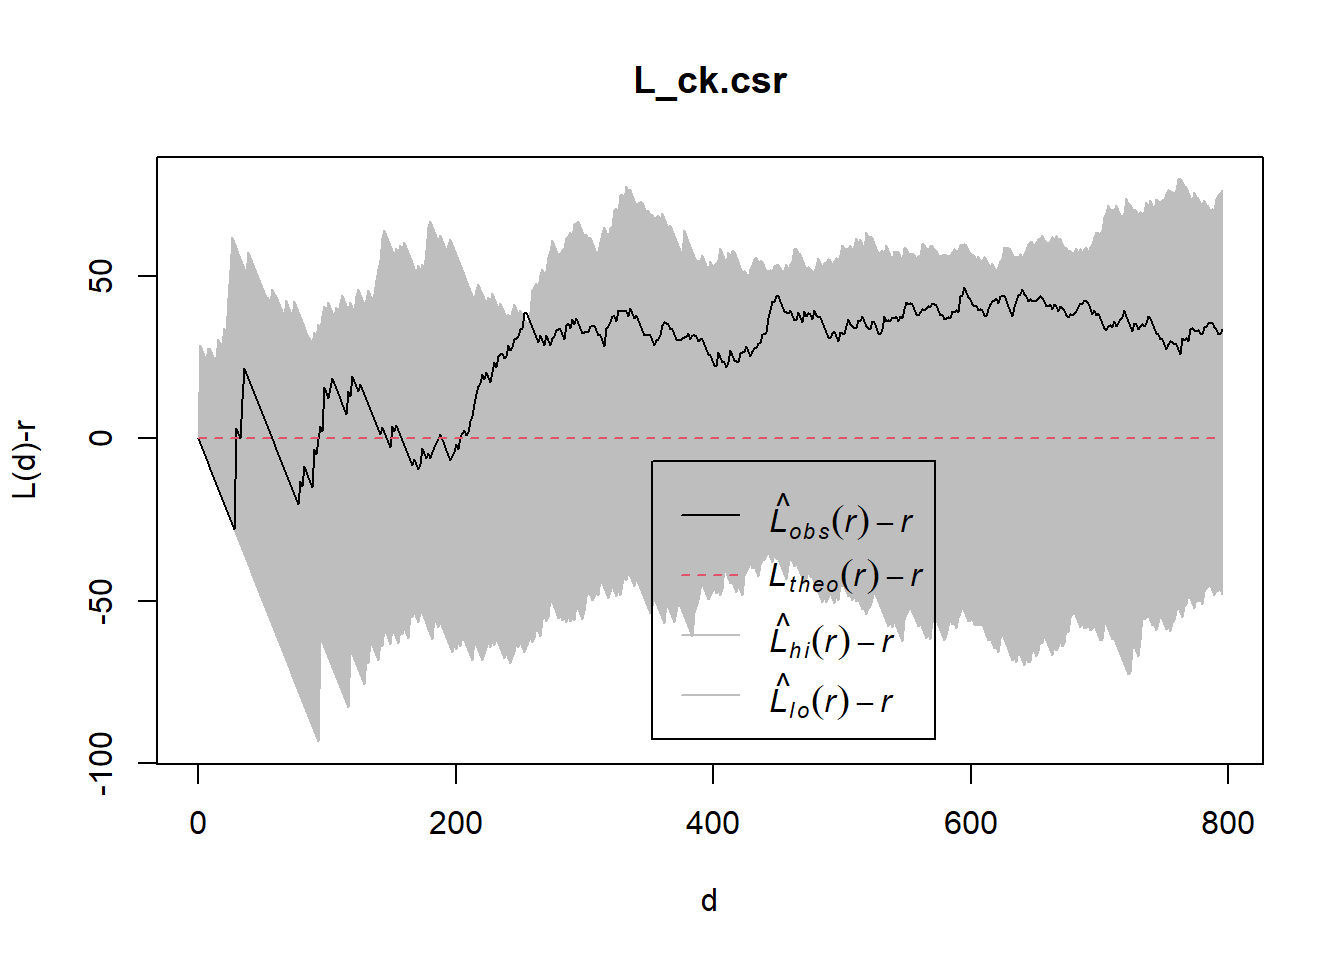 L_ck.csr
L(d)-r
50
0
-50
-100
L̂obs(r) − r
Ltheo(r) − r
L̂hi(r) − r
L̂lo(r) − r
0 200 400 600 800
d